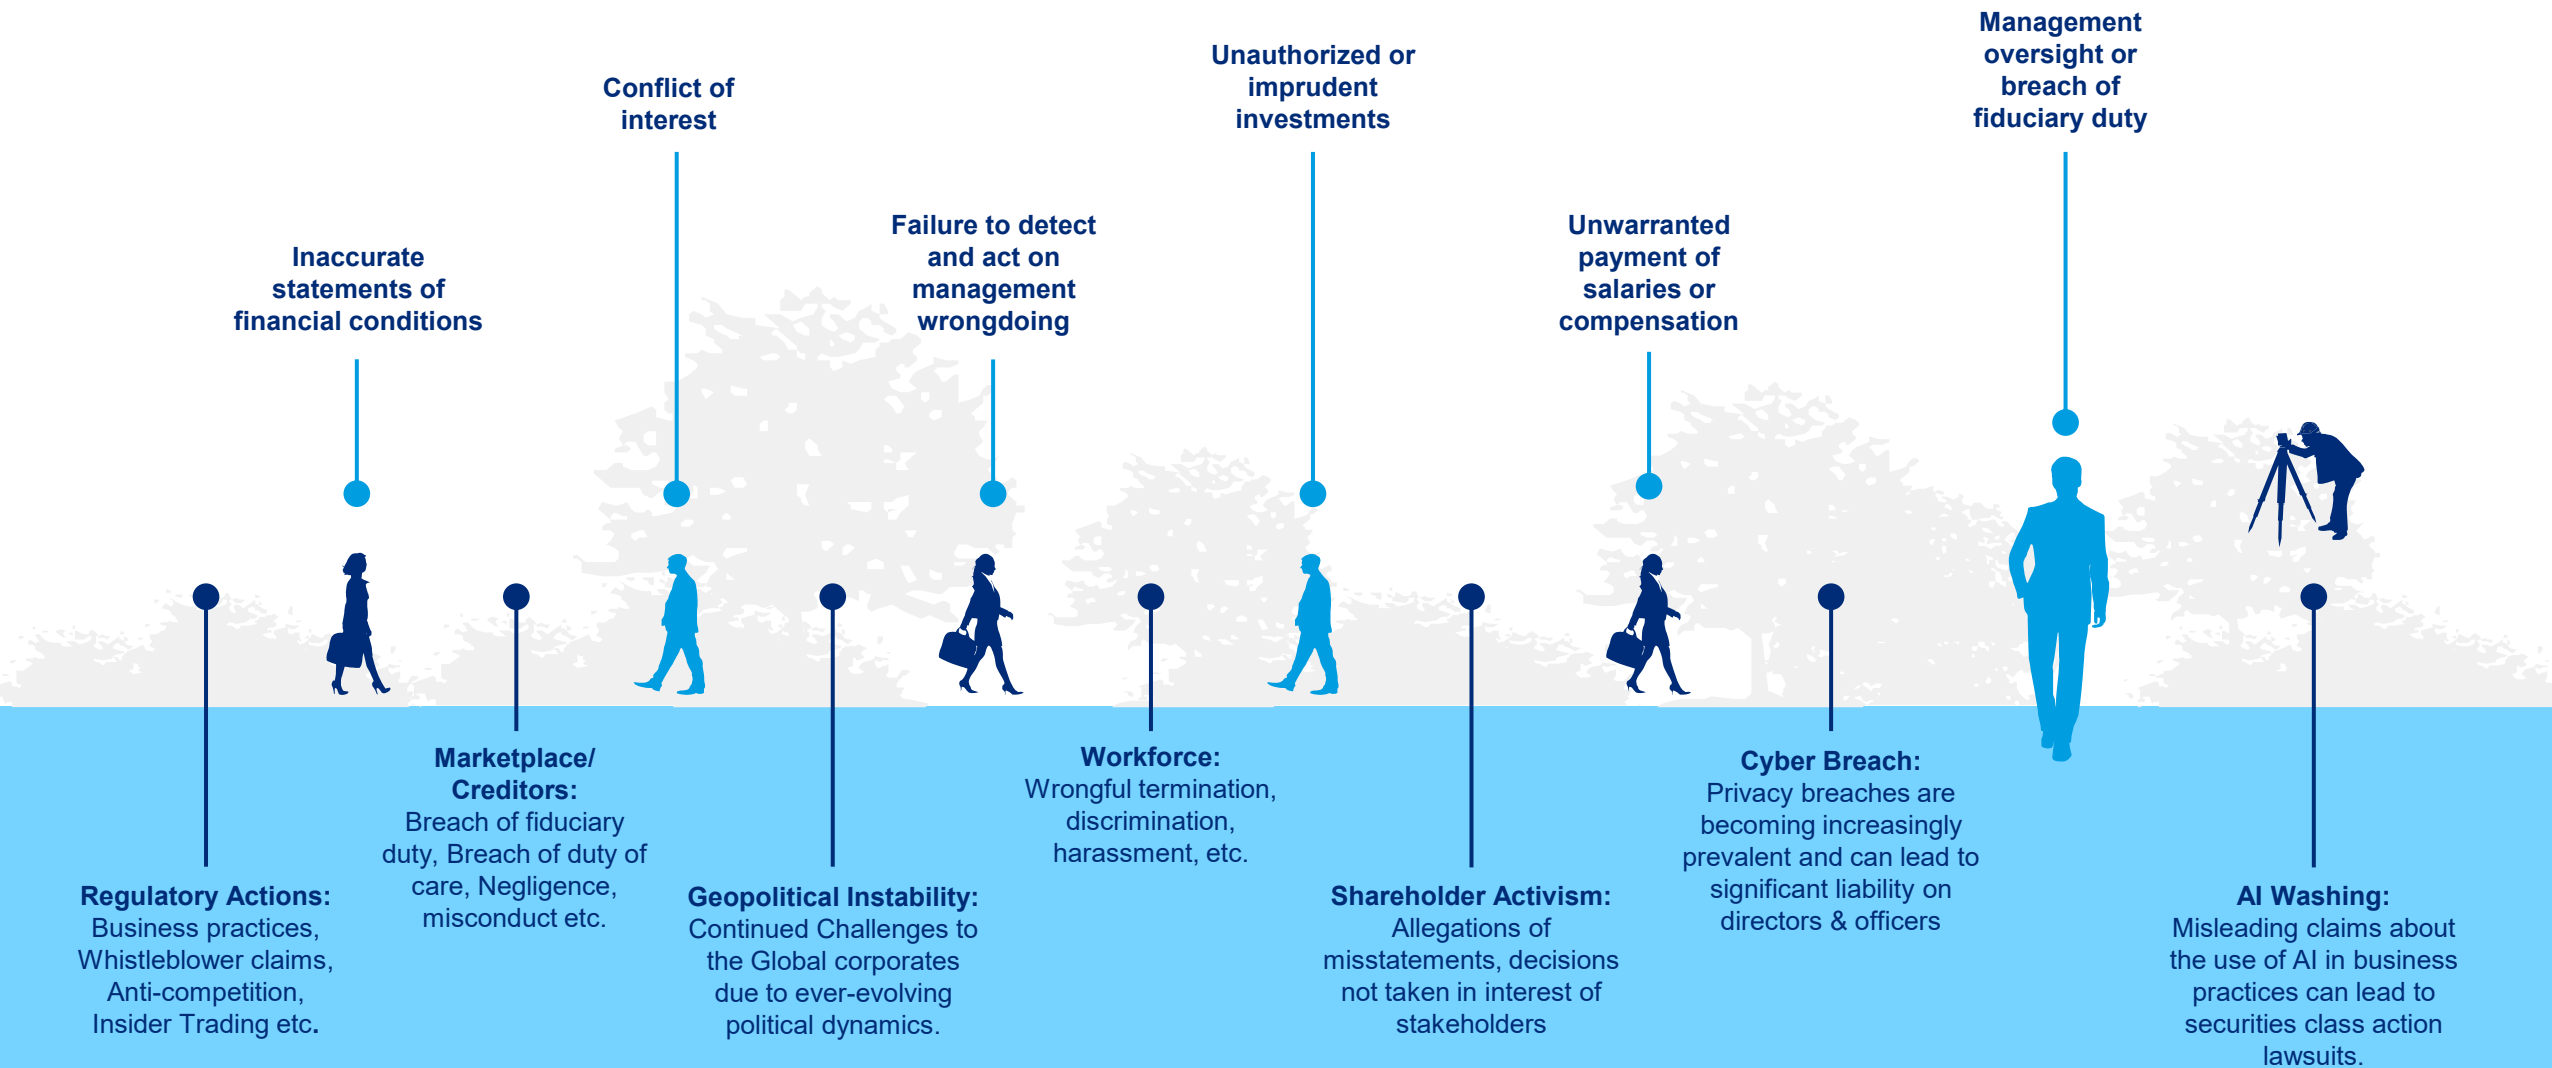 Inaccurate
statements of
financial conditions
Conflict of
interest
Failure to detect
and act on
management
wrongdoing
Unauthorized or
imprudent
investments
Unwarranted
payment of
salaries or
compensation
Management
oversight or
breach of
fiduciary duty
Regulatory Actions:
Business practices,
Whistleblower claims,
Anti-competition,
Insider Trading etc.
Marketplace/
Creditors:
Breach of fiduciary
duty, Breach of duty of
care, Negligence,
misconduct etc.
Geopolitical Instability:
Continued Challenges to
the Global corporates
due to ever-evolving
political dynamics.
Workforce:
Wrongful termination,
discrimination,
harassment, etc.
Shareholder Activism:
Allegations of
misstatements, decisions
not taken in interest of
stakeholders
Cyber Breach:
Privacy breaches are
becoming increasingly
prevalent and can lead to
significant liability on
directors & officers
AI Washing:
Misleading claims about
the use of AI in business
practices can lead to
securities class action
lawsuits.